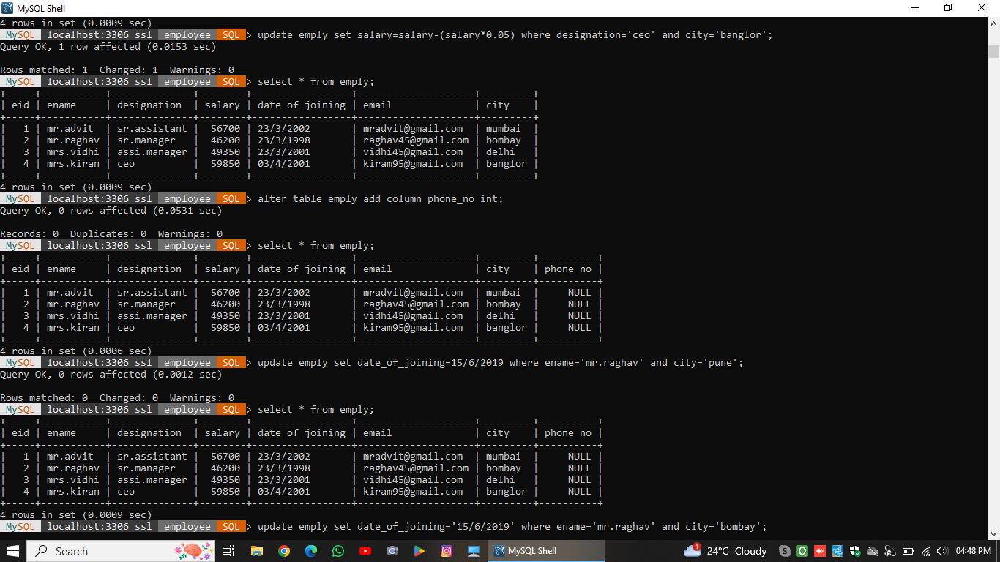 MySQL Shell
4 rows in set (0.0009 sec)
MySQL localhost:3306 ssl employee SQL > update emply set salary=salary-(salary*0.05) where designation='ceo' and city='banglor';
Query OK, 1 row affected (0.0153 sec)
Rows matched: 1  Changed: 1  Warnings: 0
MySQL localhost:3306 ssl employee SQL > select * from emply;
+-----+-----------+--------------+--------+-----------------+--------------------+---------+
| eid | ename     | designation  | salary | date_of_joining | email              | city    |
+-----+-----------+--------------+--------+-----------------+--------------------+---------+
|   1 | mr.advit  | sr.assistant |  56700 | 23/3/2002       | mradvit@gmail.com  | mumbai  |
|   2 | mr.raghav | sr.manager   |  46200 | 23/3/1998       | raghav45@gmail.com | bombay  |
|   3 | mrs.vidhi | assi.manager |  49350 | 23/3/2001       | vidhi45@gmail.com  | delhi   |
|   4 | mrs.kiran | ceo          |  59850 | 03/4/2001       | kiram95@gmail.com  | banglor |
+-----+-----------+--------------+--------+-----------------+--------------------+---------+
4 rows in set (0.0009 sec)
MySQL localhost:3306 ssl employee SQL > alter table emply add column phone_no int;
Query OK, 0 rows affected (0.0531 sec)
Records: 0  Duplicates: 0  Warnings: 0
MySQL localhost:3306 ssl employee SQL > select * from emply;
+-----+-----------+--------------+--------+-----------------+--------------------+---------+----------+
| eid | ename     | designation  | salary | date_of_joining | email              | city    | phone_no |
+-----+-----------+--------------+--------+-----------------+--------------------+---------+----------+
|   1 | mr.advit  | sr.assistant |  56700 | 23/3/2002       | mradvit@gmail.com  | mumbai  |     NULL |
|   2 | mr.raghav | sr.manager   |  46200 | 23/3/1998       | raghav45@gmail.com | bombay  |     NULL |
|   3 | mrs.vidhi | assi.manager |  49350 | 23/3/2001       | vidhi45@gmail.com  | delhi   |     NULL |
|   4 | mrs.kiran | ceo          |  59850 | 03/4/2001       | kiram95@gmail.com  | banglor |     NULL |
+-----+-----------+--------------+--------+-----------------+--------------------+---------+----------+
4 rows in set (0.0006 sec)
MySQL localhost:3306 ssl employee SQL > update emply set date_of_joining=15/6/2019 where ename='mr.raghav' and city='pune';
Query OK, 0 rows affected (0.0012 sec)
Rows matched: 0  Changed: 0  Warnings: 0
MySQL localhost:3306 ssl employee SQL > select * from emply;
+-----+-----------+--------------+--------+-----------------+--------------------+---------+----------+
| eid | ename     | designation  | salary | date_of_joining | email              | city    | phone_no |
+-----+-----------+--------------+--------+-----------------+--------------------+---------+----------+
|   1 | mr.advit  | sr.assistant |  56700 | 23/3/2002       | mradvit@gmail.com  | mumbai  |     NULL |
|   2 | mr.raghav | sr.manager   |  46200 | 23/3/1998       | raghav45@gmail.com | bombay  |     NULL |
|   3 | mrs.vidhi | assi.manager |  49350 | 23/3/2001       | vidhi45@gmail.com  | delhi   |     NULL |
|   4 | mrs.kiran | ceo          |  59850 | 03/4/2001       | kiram95@gmail.com  | banglor |     NULL |
+-----+-----------+--------------+--------+-----------------+--------------------+---------+----------+
4 rows in set (0.0009 sec)
MySQL localhost:3306 ssl employee SQL > update emply set date_of_joining='15/6/2019' where ename='mr.raghav' and city='bombay';
Search MySQL Shell 1 24°C Cloudy 04:48 PM